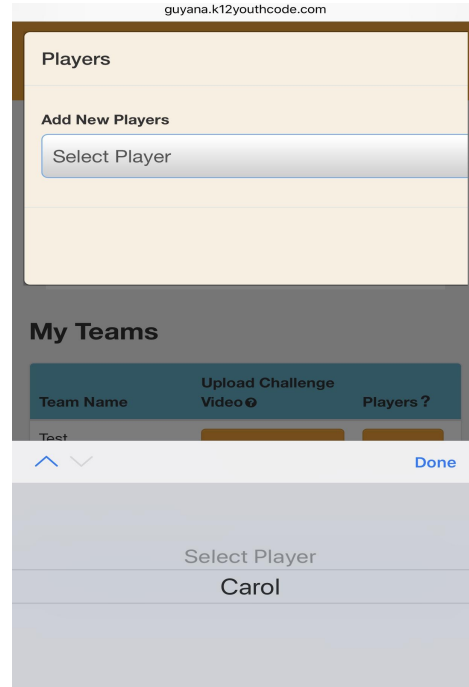 guyana.k12youthcode.com
Players
Add New Players
Select Player
My Teams
Upload Challenge
Team Name Video? Players ?
Test
Done
Select Player
Carol